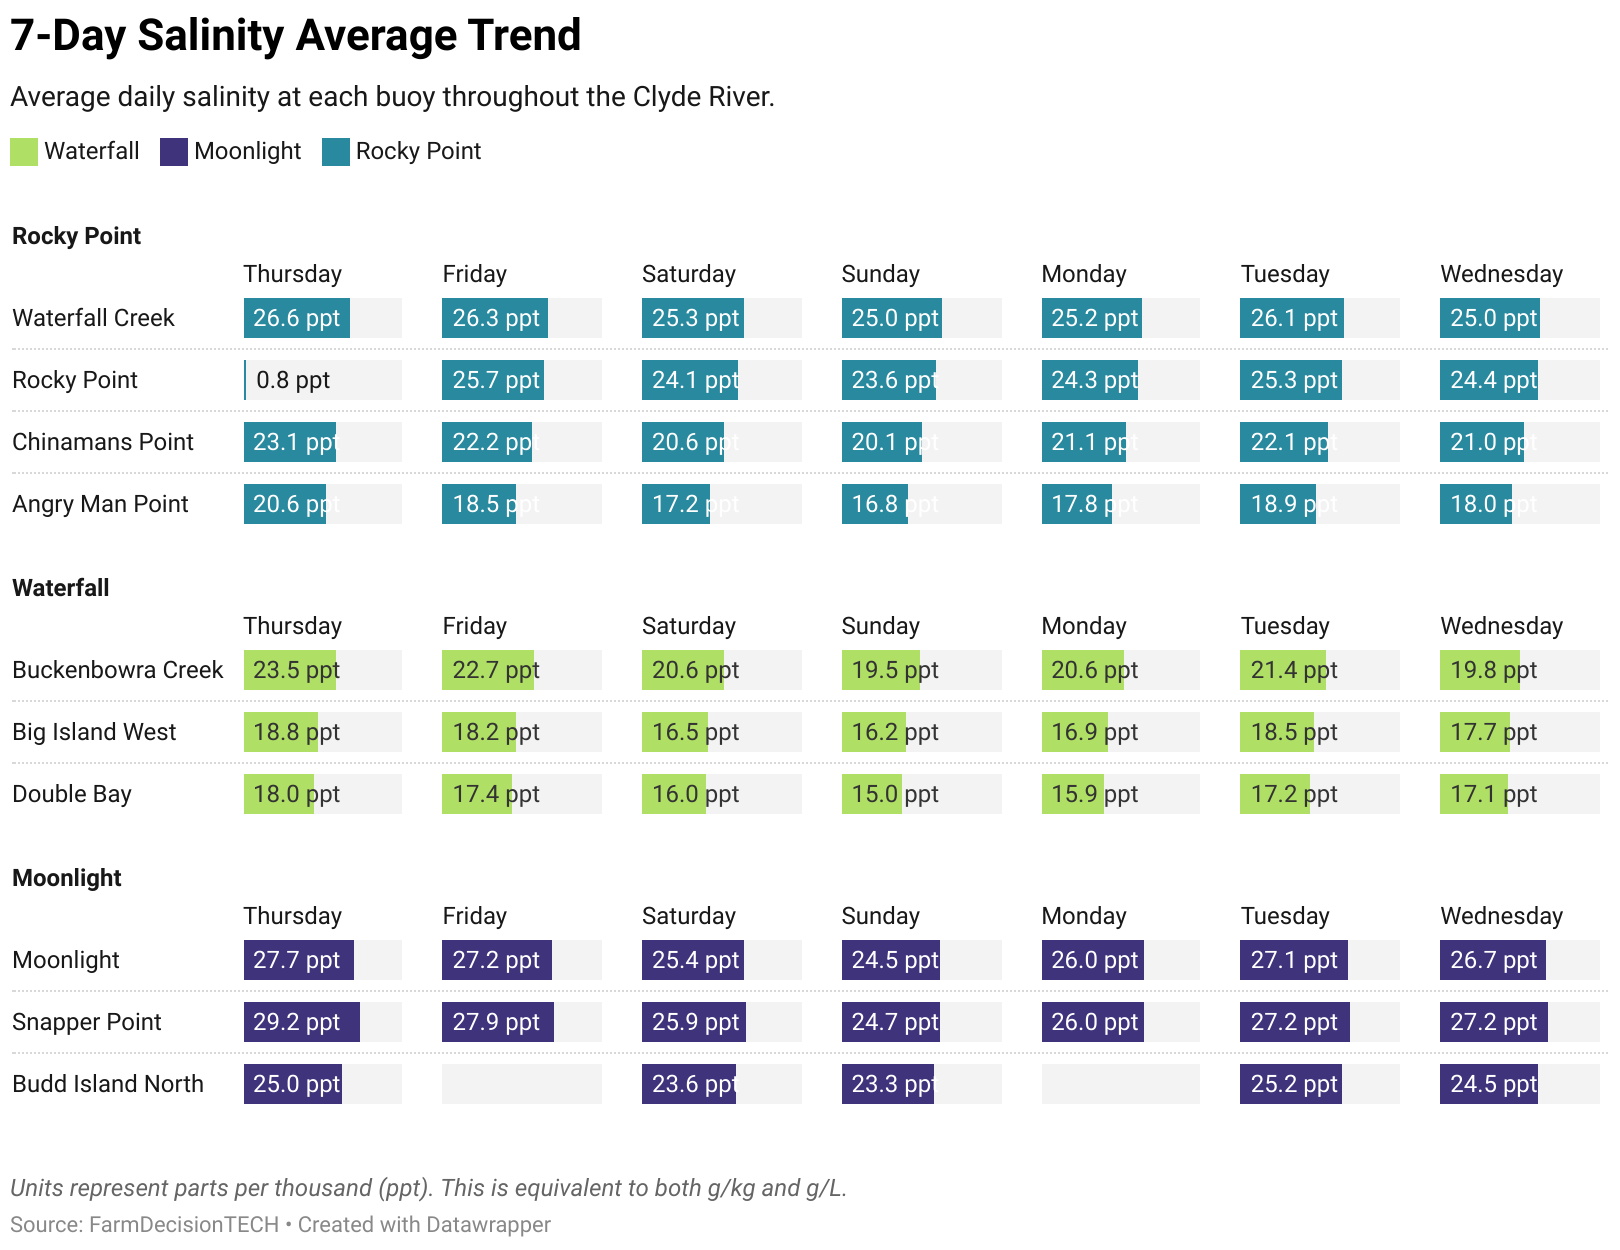 7-Day Salinity Average Trend
Average daily salinity at each buoy throughout the Clyde River.
Waterfall Moonlight Rocky Point
Rocky Point
Thursday Friday Saturday Sunday Monday Tuesday Wednesday
Waterfall Creek 26.6 ppt 26.3 ppt 25.3 ppt 25.0 ppt 25.2 ppt 26.1 ppt 25.0 ppt
Rocky Point 0.8 ppt 25.7 ppt 24.1 ppt 23.6 ppt 24.3 ppt 25.3 ppt 24.4 ppt
Chinamans Point 23.1 ppt 22.2 ppt 20.6 ppt 20.1 ppt 21.1 ppt 22.1 ppt 21.0 ppt
Angry Man Point 20.6 ppt 18.5 ppt 17.2 ppt 16.8 ppt 17.8 ppt 18.9 ppt 18.0 ppt
Waterfall
Thursday Friday Saturday Sunday Monday Tuesday Wednesday
Buckenbowra Creek 23.5 ppt 22.7 ppt 20.6 ppt 19.5 ppt 20.6 ppt 21.4 ppt 19.8 ppt
Big Island West 18.8 ppt 18.2 ppt 16.5 ppt 16.2 ppt 16.9 ppt 18.5 ppt 17.7 ppt
Double Bay 18.0 ppt 17.4 ppt 16.0 ppt 15.0 ppt 15.9 ppt 17.2 ppt 17.1 ppt
Moonlight
Thursday Friday Saturday Sunday Monday Tuesday Wednesday
Moonlight 27.7 ppt 27.2 ppt 25.4 ppt 24.5 ppt 26.0 ppt 27.1 ppt 26.7 ppt
Snapper Point 29.2 ppt 27.9 ppt 25.9 ppt 24.7 ppt 26.0 ppt 27.2 ppt 27.2 ppt
Budd Island North 25.0 ppt 23.6 ppt 23.3 ppt 25.2 ppt 24.5 ppt
Units represent parts per thousand (ppt). This is equivalent to both g/kg and g/L.
Source: FarmDecisionTECH • Created with Datawrapper